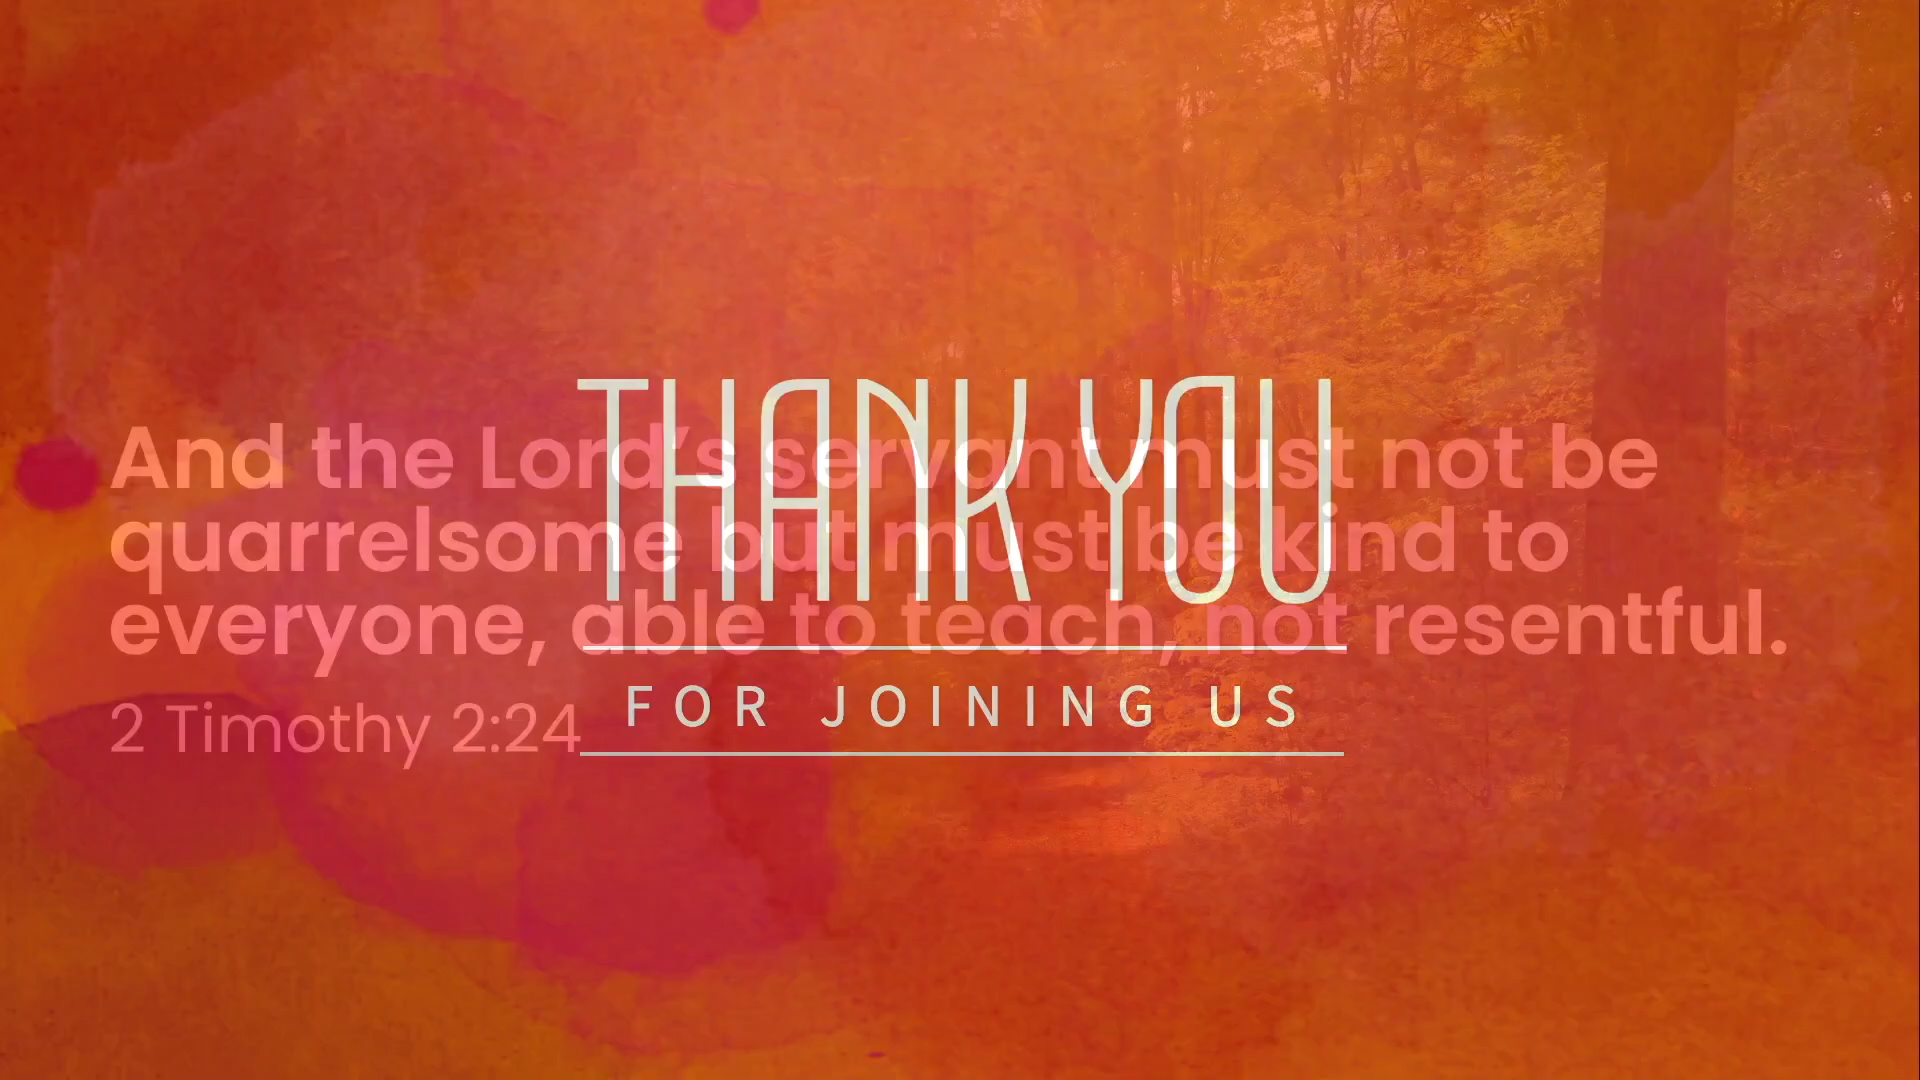 And the Lord's servant must not be
quarrelsome but must be kind to
everyone, able to teach, not resentful.
2 Timothy 2:24
THANK YOU
FOR JOINING US